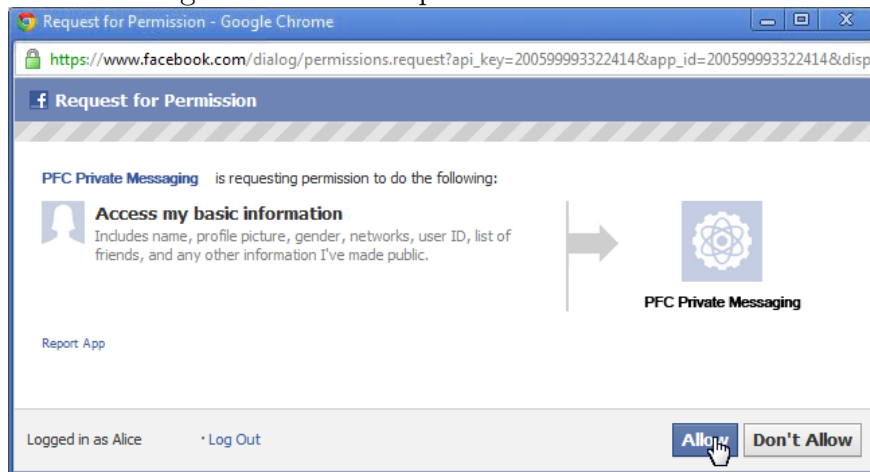 Request for Permission - Google Chrome
https://www.facebook.com/dialog/permissions.request?api_key=200599993322414&app_id=200599993322414&disp
f Request for Permission
PFC Private Messaging is requesting permission to do the following:
Access my basic information
Includes name, profile picture, gender, networks, user ID, list of
friends, and any other information I've made public.
PFC Private Messaging
Report App
Logged in as Alice · Log Out
Allow Don't Allow